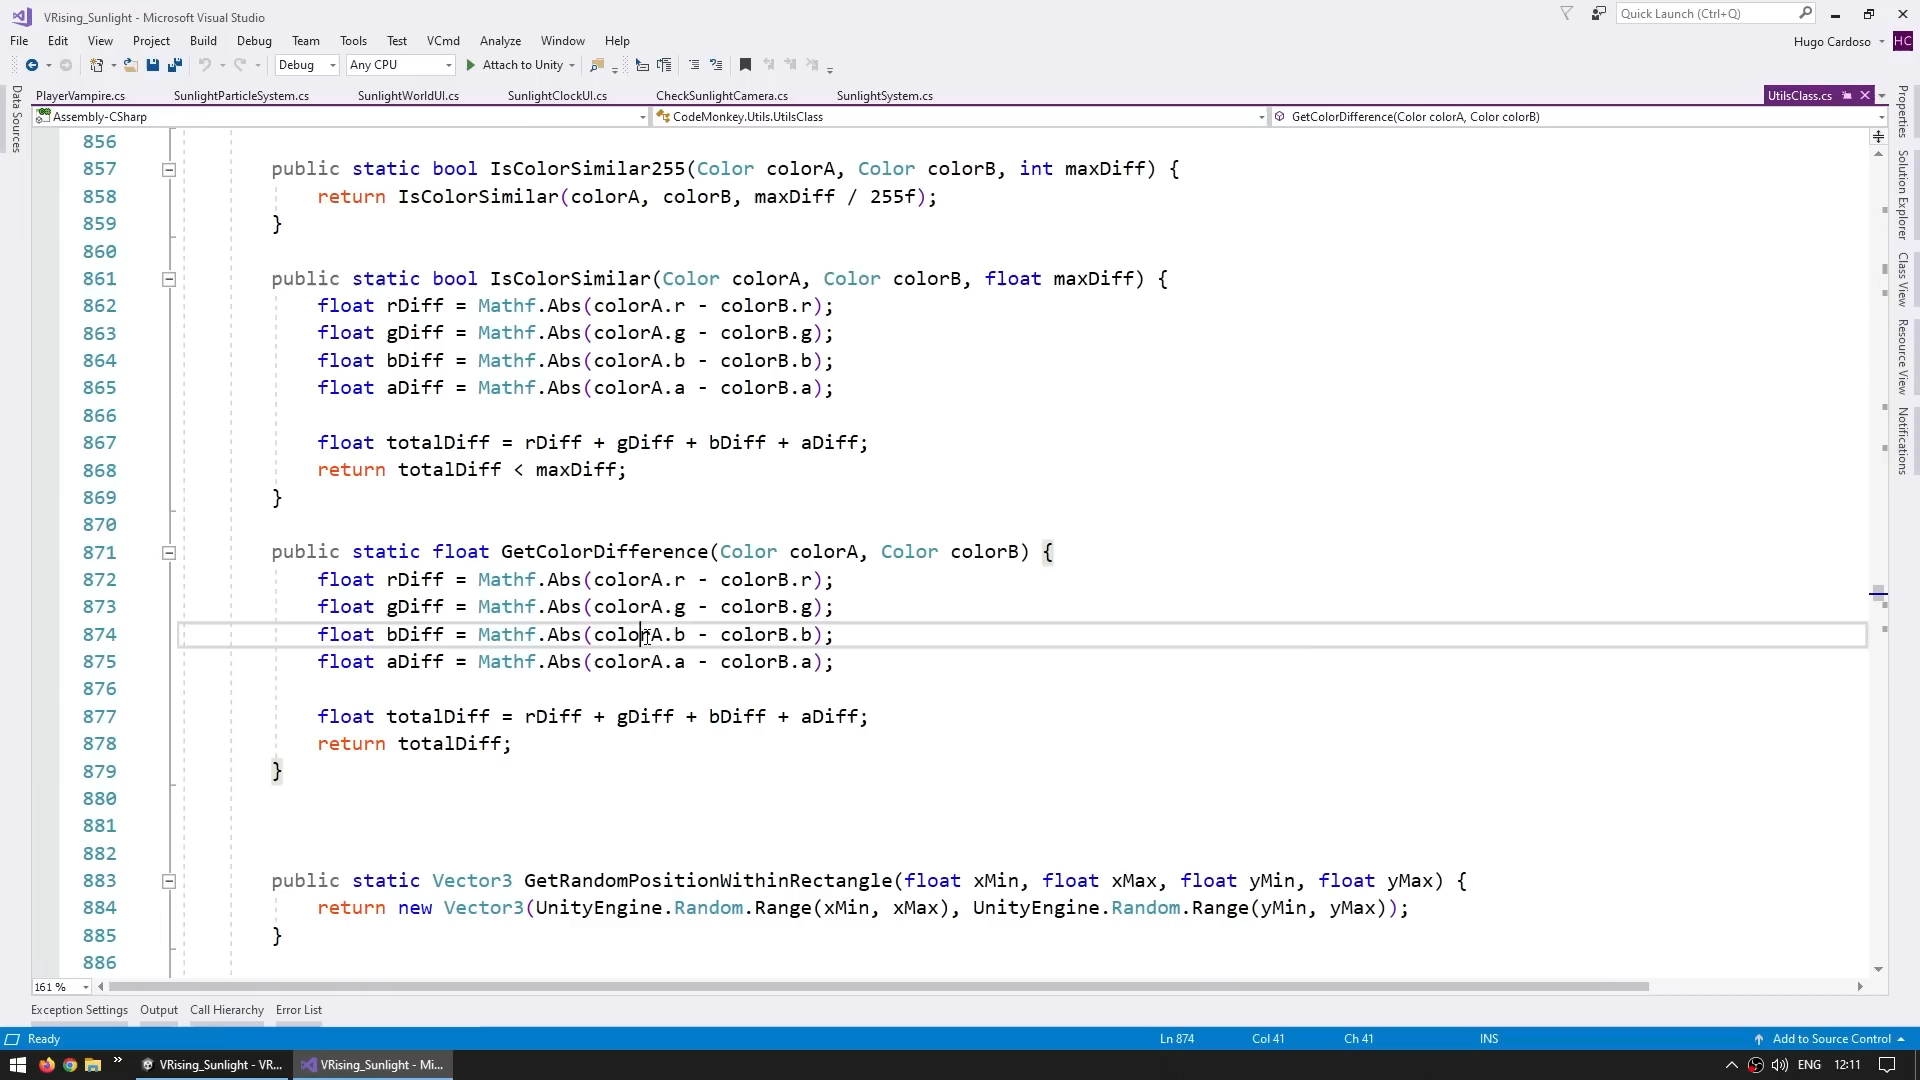 VRising_Sunlight - Microsoft Visual Studio
Quick Launch (Ctrl+Q)
File Edit View Project Build Debug Team Tools Test VCmd Analyze Window Help
Hugo Cardoso HC
Debug Any CPU Attach to Unity
PlayerVampire.cs SunlightParticleSystem.cs SunlightWorldUI.cs SunlightClockUI.cs CheckSunlightCamera.cs SunlightSystem.cs UtilsClass.cs
Assembly-CSharp CodeMonkey.Utils.UtilsClass GetColorDifference(Color colorA, Color colorB)
Data Sources
Properties
Solution Explorer
Class View
Resource View
Notifications
856
857 public static bool IsColorSimilar255(Color colorA, Color colorB, int maxDiff) {
858 return IsColorSimilar(colorA, colorB, maxDiff / 255f);
859 }
860
861 public static bool IsColorSimilar(Color colorA, Color colorB, float maxDiff) {
862 float rDiff = Mathf.Abs(colorA.r - colorB.r);
863 float gDiff = Mathf.Abs(colorA.g - colorB.g);
864 float bDiff = Mathf.Abs(colorA.b - colorB.b);
865 float aDiff = Mathf.Abs(colorA.a - colorB.a);
866
867 float totalDiff = rDiff + gDiff + bDiff + aDiff;
868 return totalDiff < maxDiff;
869 }
870
871 public static float GetColorDifference(Color colorA, Color colorB) {
872 float rDiff = Mathf.Abs(colorA.r - colorB.r);
873 float gDiff = Mathf.Abs(colorA.g - colorB.g);
874 float bDiff = Mathf.Abs(colorA.b - colorB.b);
875 float aDiff = Mathf.Abs(colorA.a - colorB.a);
876
877 float totalDiff = rDiff + gDiff + bDiff + aDiff;
878 return totalDiff;
879 }
880
881
882
883 public static Vector3 GetRandomPositionWithinRectangle(float xMin, float xMax, float yMin, float yMax) {
884 return new Vector3(UnityEngine.Random.Range(xMin, xMax), UnityEngine.Random.Range(yMin, yMax));
885 }
886
161 %
Exception Settings Output Call Hierarchy Error List
Ready Ln 874 Col 41 Ch 41 INS Add to Source Control
VRising_Sunlight - VR... VRising_Sunlight - Mi... ENG 12:11